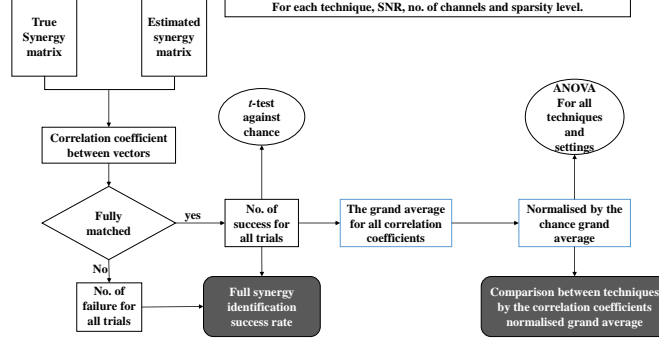 For each technique, SNR, no. of channels and sparsity level.
True
Synergy
matrix
Estimated
synergy
matrix
t-test
against
chance
ANOVA
For all
techniques
and
settings
Correlation coefficient
between vectors
Fully
matched
yes
No. of
success for
all trials
The grand average
for all correlation
coefficients
Normalised by the
chance grand
average
No
No. of
failure for
all trials
Full synergy
identification
success rate
Comparison between techniques
by the correlation coefficients
normalised grand average